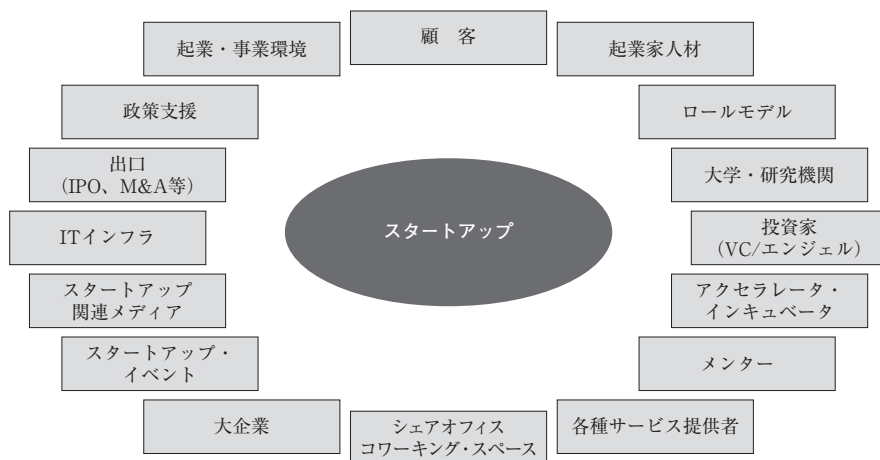 顧　客
起業・事業環境
起業家人材
政策支援
ロールモデル
出口
（IPO、M&A等）
大学・研究機関
ITインフラ
スタートアップ
投資家
（VC/エンジェル）
スタートアップ
関連メディア
アクセラレータ・
インキュベータ
スタートアップ・
イベント
メンター
大企業
シェアオフィス
コワーキング・スペース
各種サービス提供者